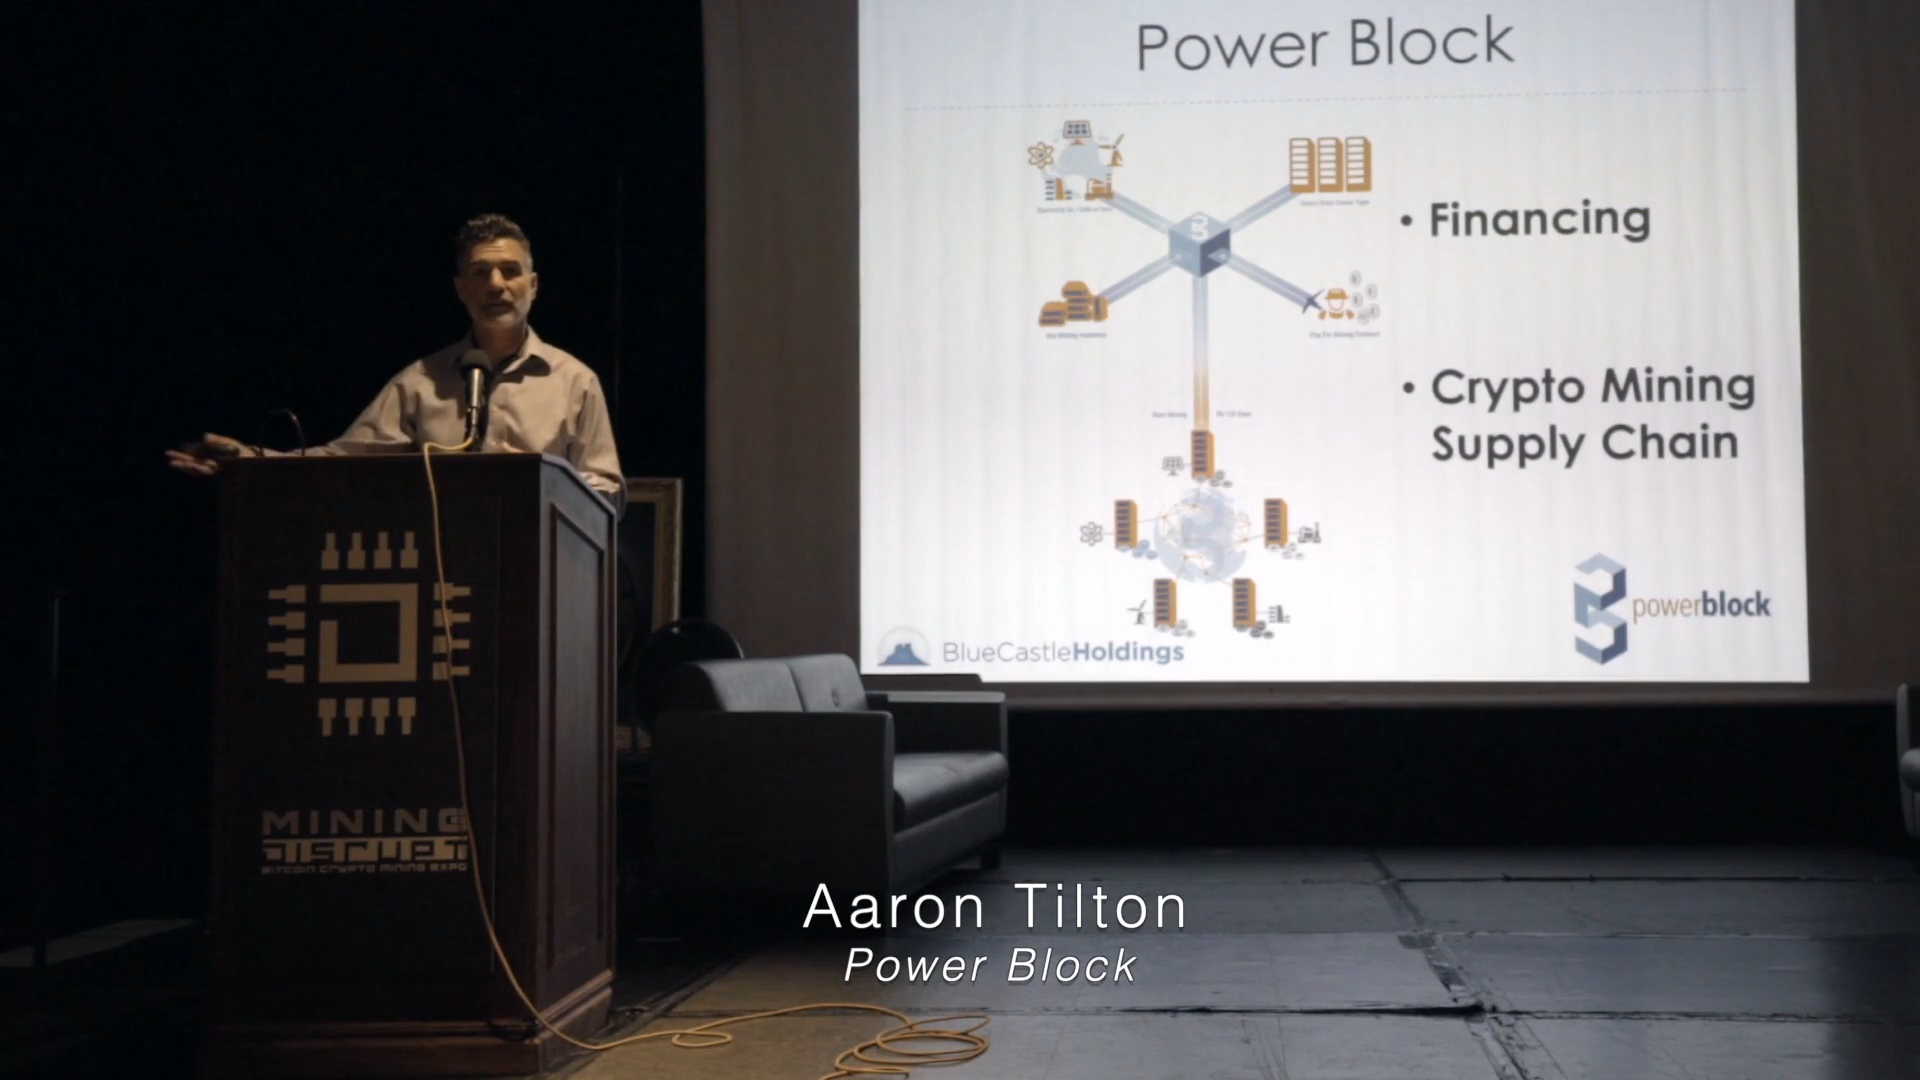 Power Block
• Financing
• Crypto Mining
Supply Chain
powerblock
BlueCastleHoldings
MINING
DISRUPT
BITCOIN CRYPTO MINING EXPO
Aaron Tilton
Power Block